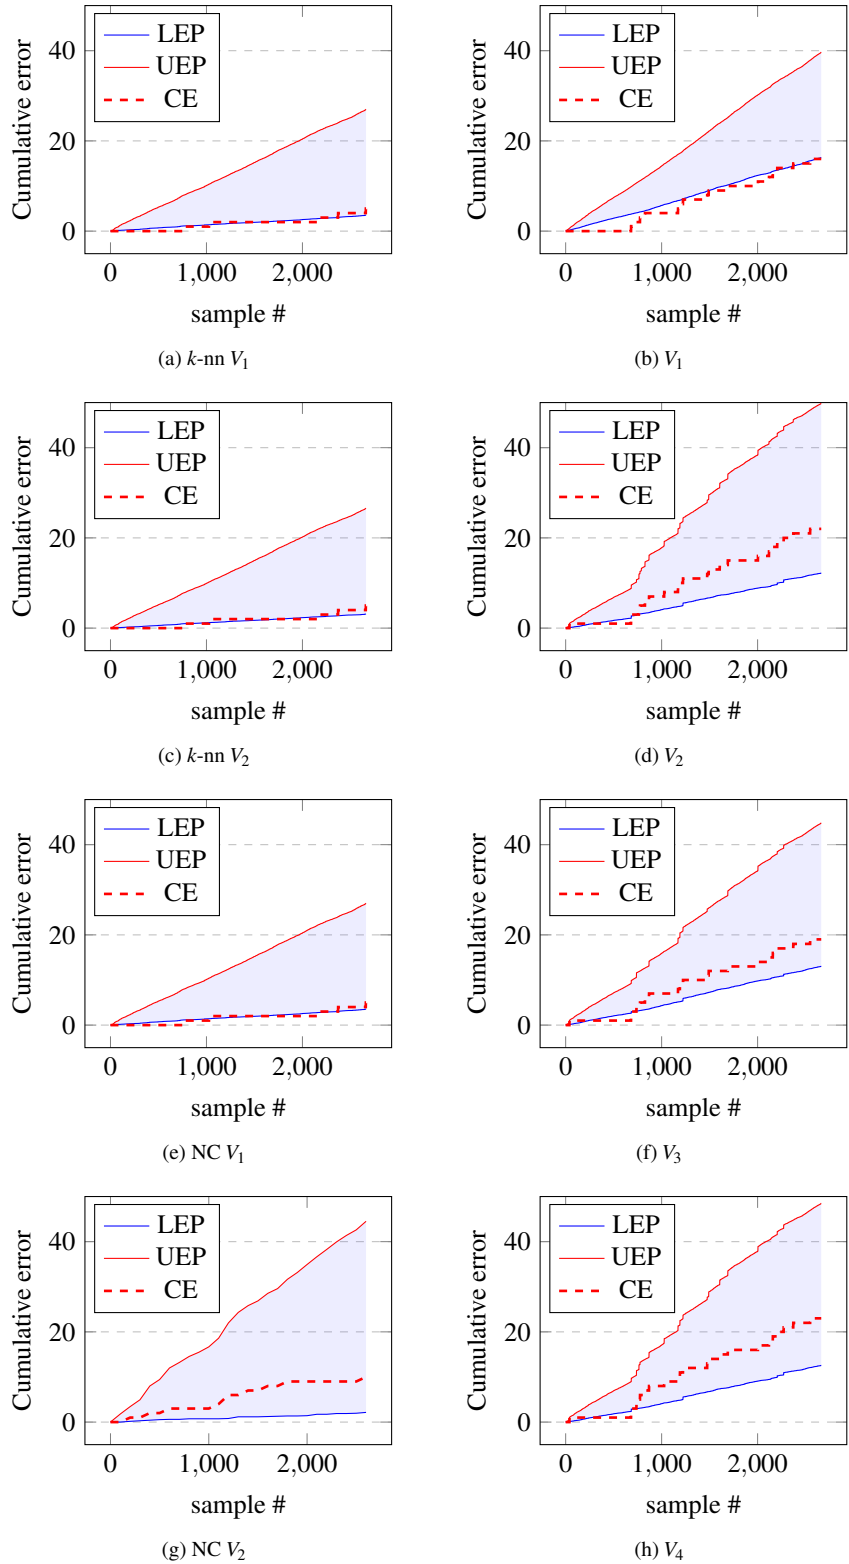 LEP
UEP
CE
40
20
0
0
1,000
2,000
Cumulative error
sample #
(a) k-nn V1
LEP
UEP
CE
40
20
0
0
1,000
2,000
Cumulative error
sample #
(b) V1
LEP
UEP
CE
40
20
0
0
1,000
2,000
Cumulative error
sample #
(c) k-nn V2
LEP
UEP
CE
40
20
0
0
1,000
2,000
Cumulative error
sample #
(d) V2
LEP
UEP
CE
40
20
0
0
1,000
2,000
Cumulative error
sample #
(e) NC V1
LEP
UEP
CE
40
20
0
0
1,000
2,000
Cumulative error
sample #
(f) V3
LEP
UEP
CE
40
20
0
0
1,000
2,000
Cumulative error
sample #
(g) NC V2
LEP
UEP
CE
40
20
0
0
1,000
2,000
Cumulative error
sample #
(h) V4